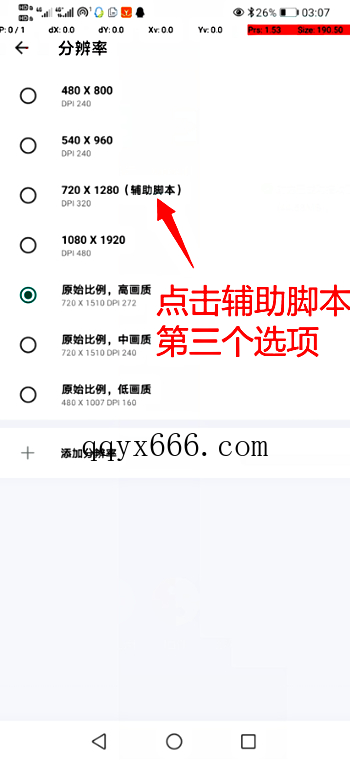 26% 03:07
P: 0 / 1 dX: 0.0 dY: 0.0 Xv: 0.0 Yv: 0.0 Prs: 1.53 Size: 190.50
分辨率
480 X 800
DPI 240
540 X 960
DPI 240
720 X 1280（辅助脚本）
DPI 320
1080 X 1920
DPI 480
原始比例，高画质
720 X 1510 DPI 272
点击辅助脚本
第三个选项
原始比例，中画质
720 X 1510 DPI 240
原始比例，低画质
480 X 1007 DPI 160
添加分辨率
qqyx666.com